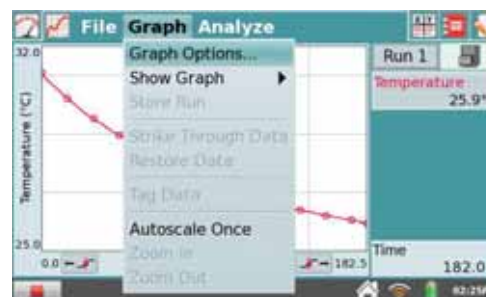 File Graph Analyze
32.0
Graph Options...
Show Graph
Store Run
Strike Through Data
Restore Data
Tag Data
Autoscale Once
Zoom In
Zoom Out
Temperature (°C)
25.0
0.0
182.5
Run 1
Temperature
25.9°
Time
182.0